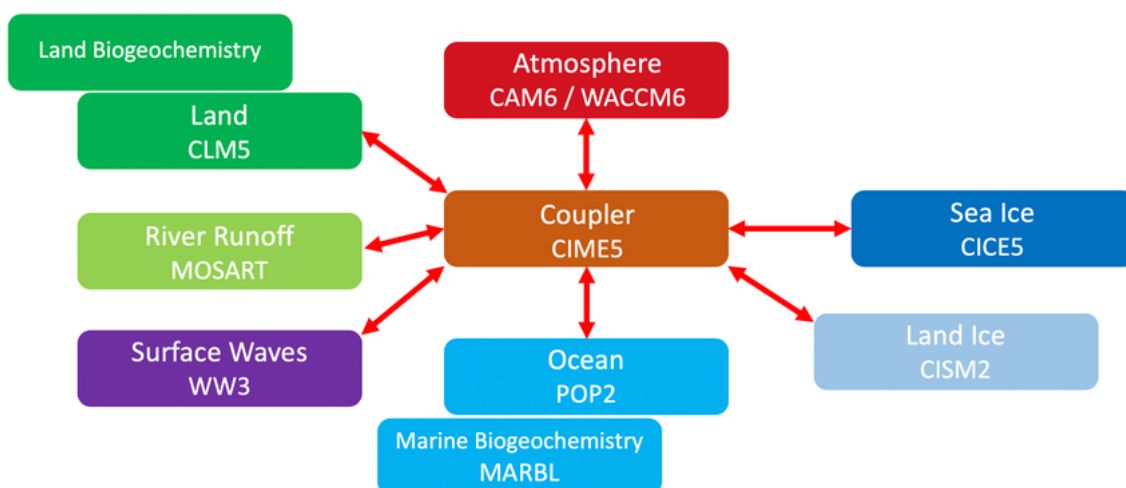 Land Biogeochemistry
Atmosphere
CAM6 / WACCM6
Land
CLM5
Coupler
CIME5
Sea Ice
CICE5
River Runoff
MOSART
Land Ice
CISM2
Surface Waves
WW3
Ocean
POP2
Marine Biogeochemistry
MARBL